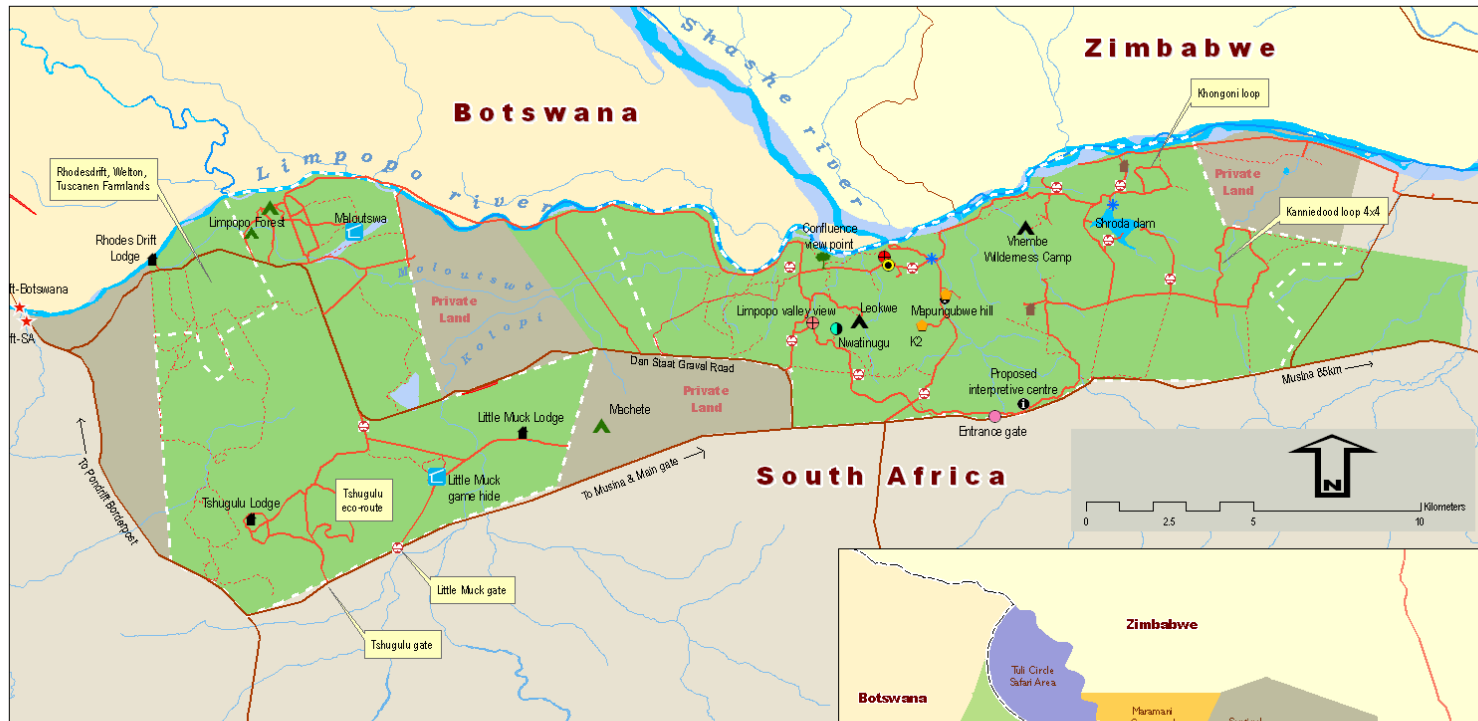 Zimbabwe
Botswana
Shashe river
Limpopo river
Khongoni loop
Rhodesdrift, Welton,
Tuscanen Farmlands
Private
Land
Kanniedood loop 4x4
Limpopo Forest
Maloutswa
Rhodes Drift
Lodge
Confluence
view point
Shroda dam
Vhembe
Wilderness Camp
Moloutswa
Kolopi
ft-Botswana
ft-SA
Private
Land
Limpopo valley view
Leokwe
Mapungubwe hill
Nwatinugu
K2
Dan Staat Graval Road
Private
Land
Proposed
interpretive centre
Musina 85km
Machete
Little Muck Lodge
Entrance gate
To Musina & Main gate
South Africa
To Pondrift Borderpost
Little Muck
game hide
Tshugulu Lodge
Tshugulu
eco-route
N
Kilometers
0 2.5 5 10
Little Muck gate
Tshugulu gate
Zimbabwe
Tuli Circle
Safari Area
Botswana
Maramani